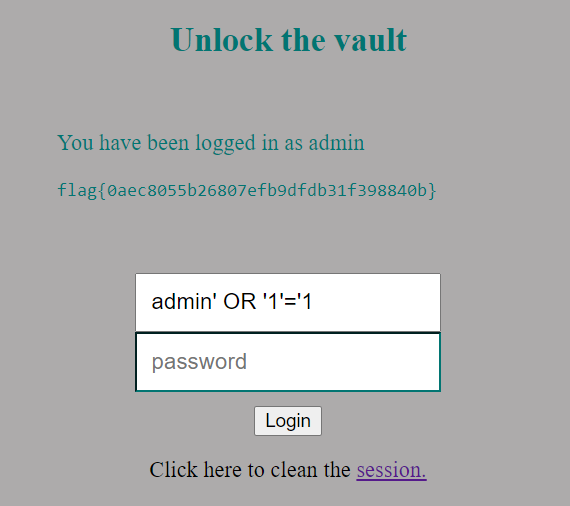 Unlock the vault
You have been logged in as admin
flag{0aec8055b26807efb9dfdb31f398840b}
admin' OR '1'='1
password
Login
Click here to clean the session.